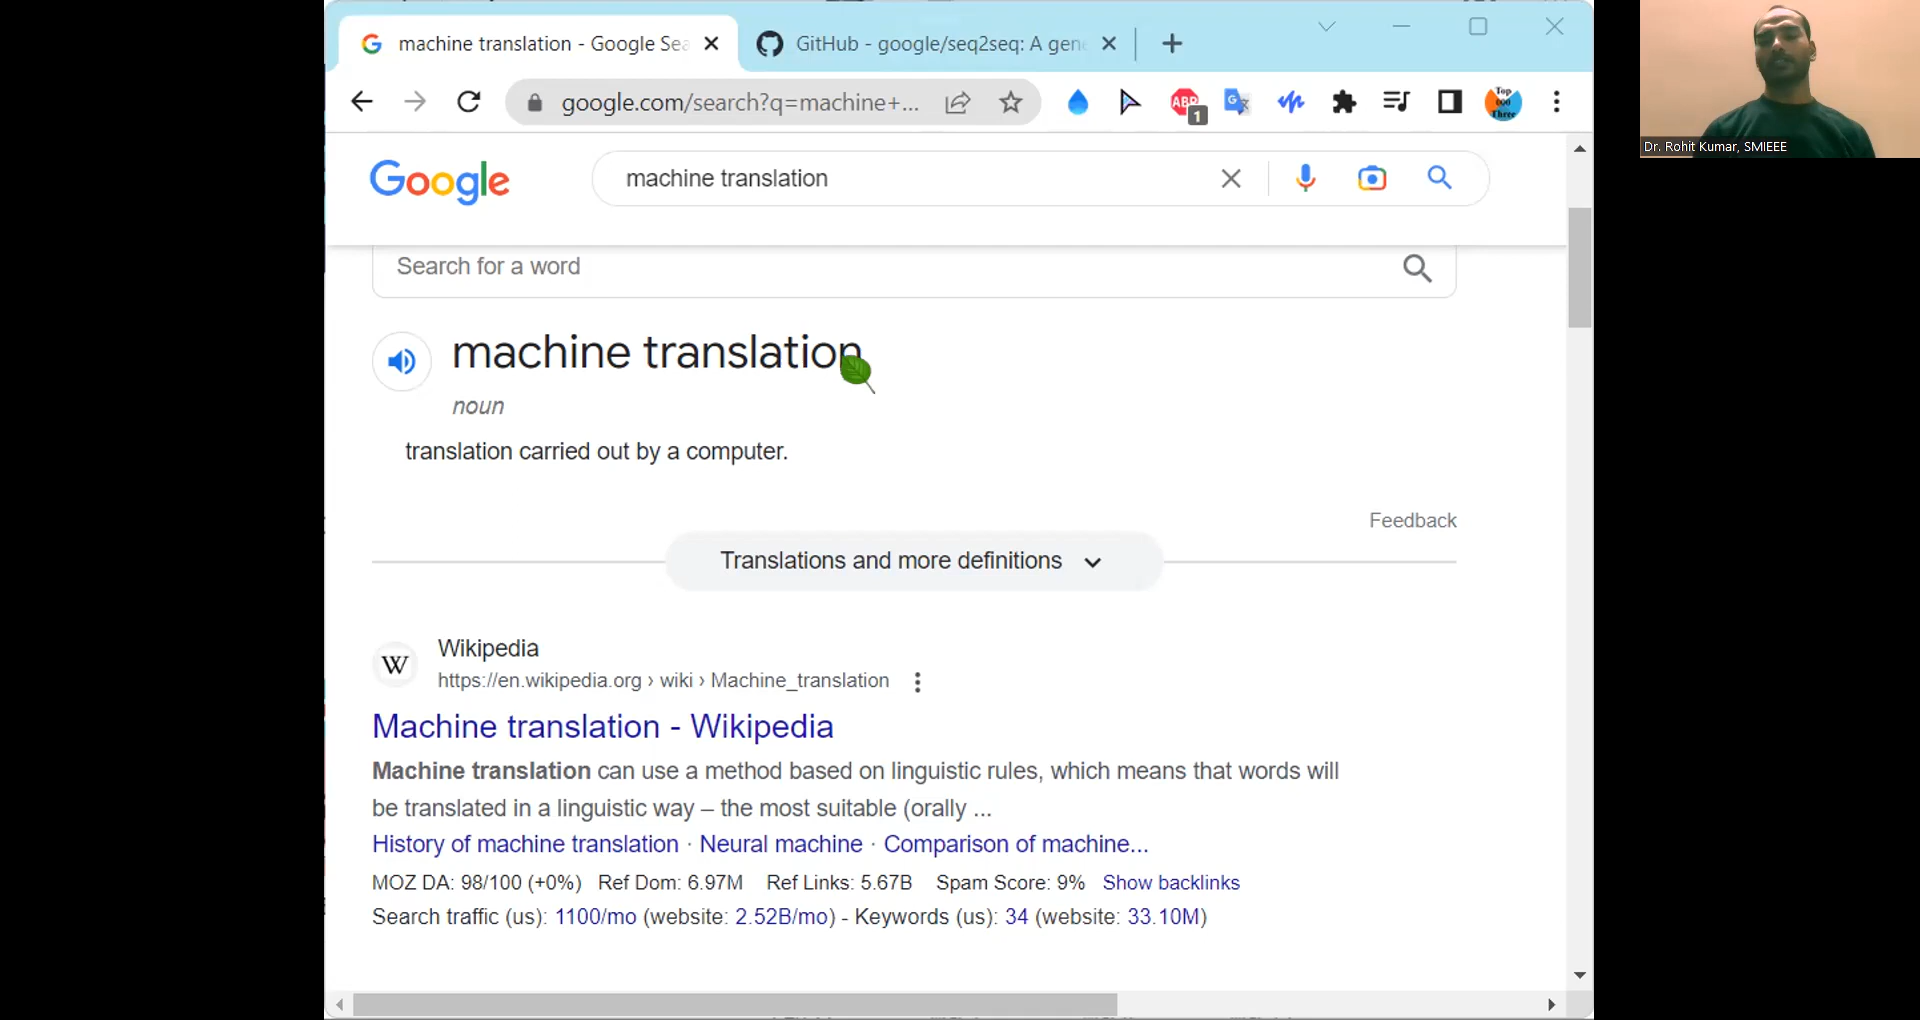 machine translation - Google Sea
GitHub - google/seq2seq: A gene
google.com/search?q=machine+...
ABP
1
Top
Three
Dr. Rohit Kumar, SMIEEE
Google
machine translation
Search for a word
machine translation
noun
translation carried out by a computer.
Feedback
Translations and more definitions
W
Wikipedia
https://en.wikipedia.org › wiki › Machine_translation
Machine translation - Wikipedia
Machine translation can use a method based on linguistic rules, which means that words will
be translated in a linguistic way – the most suitable (orally ...
History of machine translation · Neural machine · Comparison of machine...
MOZ DA: 98/100 (+0%) Ref Dom: 6.97M Ref Links: 5.67B Spam Score: 9% Show backlinks
Search traffic (us): 1100/mo (website: 2.52B/mo) - Keywords (us): 34 (website: 33.10M)